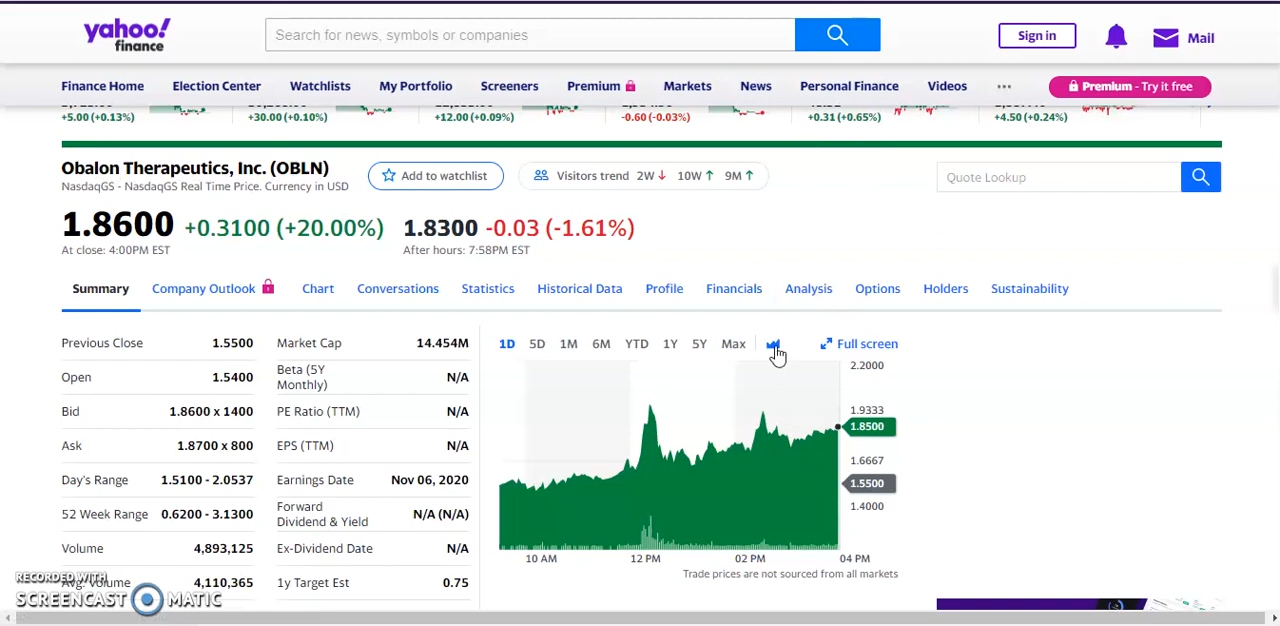 yahoo!
finance
Search for news, symbols or companies
Sign in
Mail
Finance Home
Election Center
Watchlists
My Portfolio
Screeners
Premium
Markets
News
Personal Finance
Videos
...
Premium - Try it free
+5.00 (+0.13%)
+30.00 (+0.10%)
+12.00 (+0.09%)
-0.60 (-0.03%)
+0.31 (+0.65%)
+4.50 (+0.24%)
Obalon Therapeutics, Inc. (OBLN)
NasdaqGS - NasdaqGS Real Time Price. Currency in USD
Add to watchlist
Visitors trend 2W 10W 9M
Quote Lookup
1.8600 +0.3100 (+20.00%)
At close: 4:00PM EST
1.8300 -0.03 (-1.61%)
After hours: 7:58PM EST
Summary
Company Outlook
Chart
Conversations
Statistics
Historical Data
Profile
Financials
Analysis
Options
Holders
Sustainability
Previous Close 1.5500
Open 1.5400
Bid 1.8600 x 1400
Ask 1.8700 x 800
Day's Range 1.5100 - 2.0537
52 Week Range 0.6200 - 3.1300
Volume 4,893,125
Avg. Volume 4,110,365
Market Cap 14.454M
Beta (5Y
Monthly) N/A
PE Ratio (TTM) N/A
EPS (TTM) N/A
Earnings Date Nov 06, 2020
Forward
Dividend & Yield N/A (N/A)
Ex-Dividend Date N/A
1y Target Est 0.75
1D 5D 1M 6M YTD 1Y 5Y Max
Full screen
2.2000
1.9333
1.8500
1.6667
1.5500
1.4000
10 AM 12 PM 02 PM 04 PM
Trade prices are not sourced from all markets
RECORDED WITH
SCREENCAST MATIC